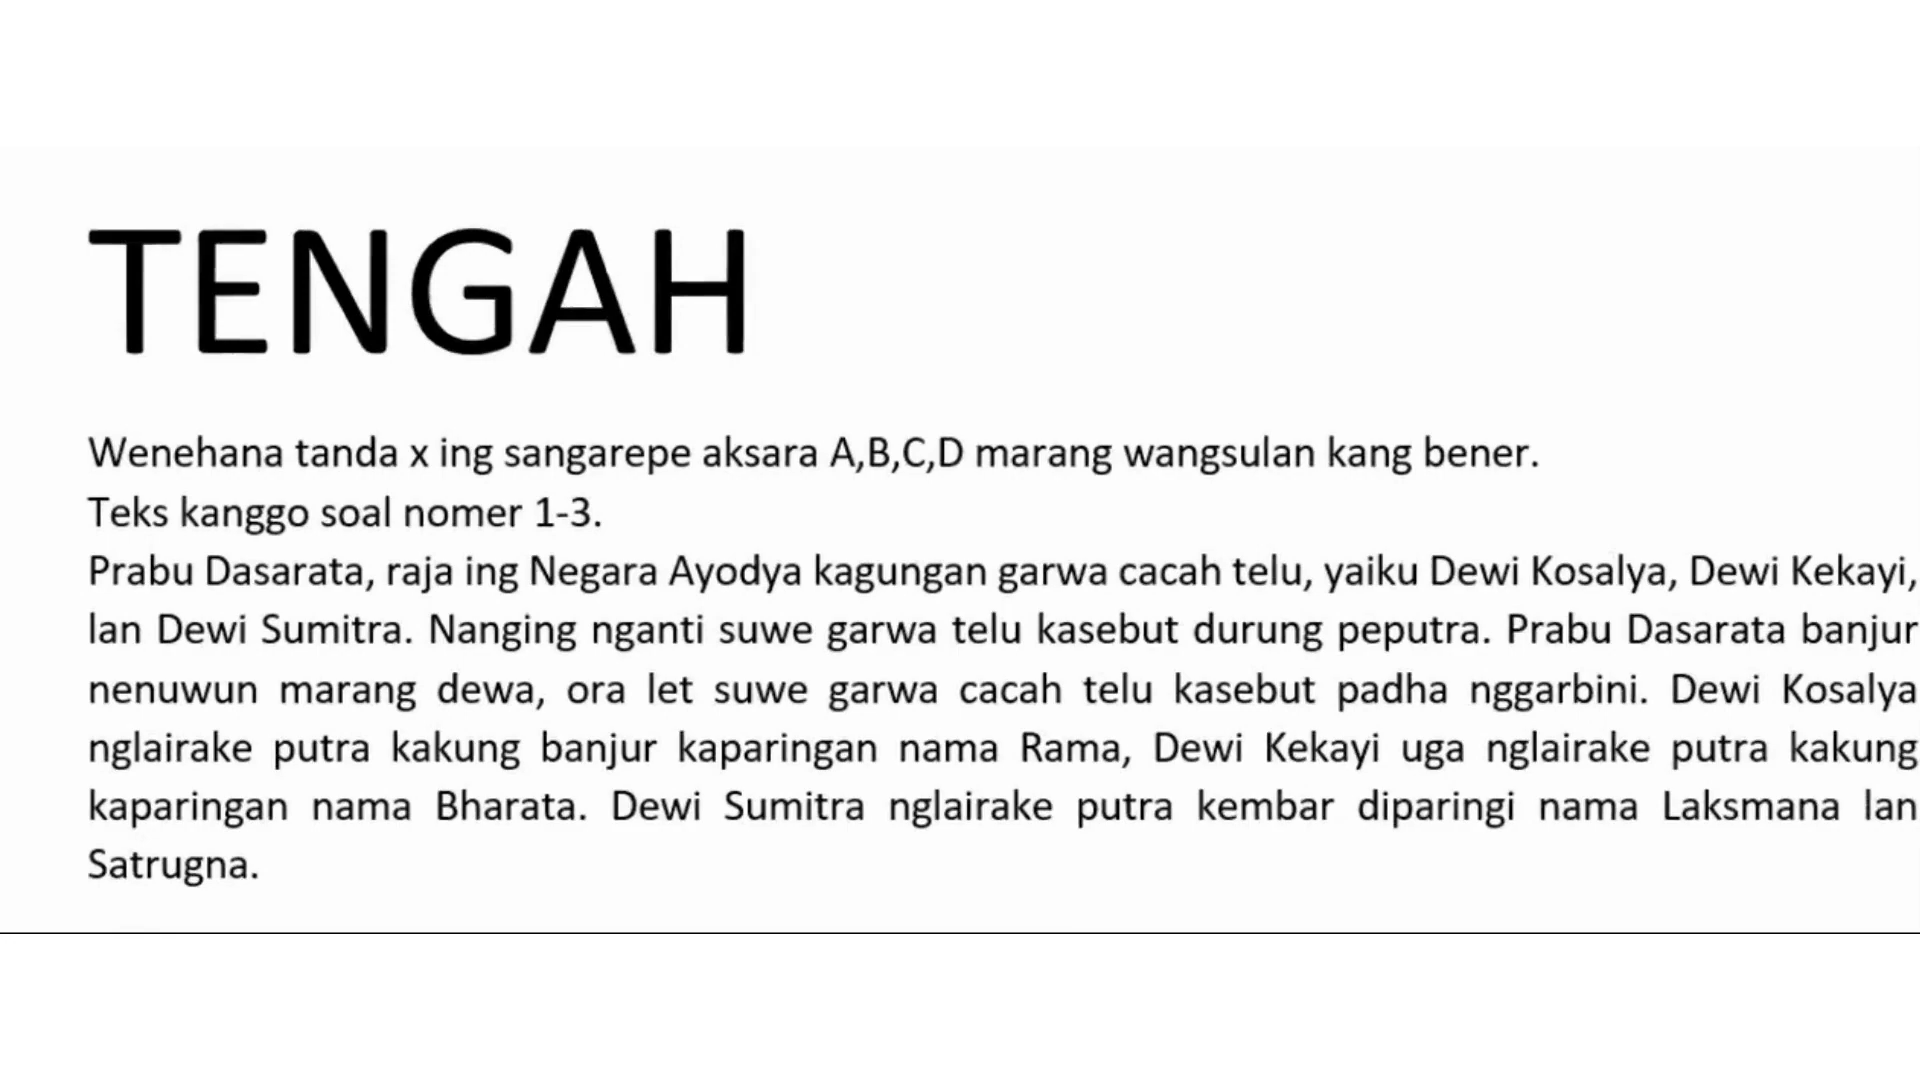 TENGAH
Wenehana tanda x ing sangarepe aksara A,B,C,D marang wangsulan kang bener.
Teks kanggo soal nomer 1-3.
Prabu Dasarata, raja ing Negara Ayodya kagungan garwa cacah telu, yaiku Dewi Kosalya, Dewi Kekayi,
lan Dewi Sumitra. Nanging nganti suwe garwa telu kasebut durung peputra. Prabu Dasarata banjur
nenuwun marang dewa, ora let suwe garwa cacah telu kasebut padha nggarbini. Dewi Kosalya
nglairake putra kakung banjur kaparingan nama Rama, Dewi Kekayi uga nglairake putra kakung
kaparingan nama Bharata. Dewi Sumitra nglairake putra kembar diparingi nama Laksmana lan
Satrugna.